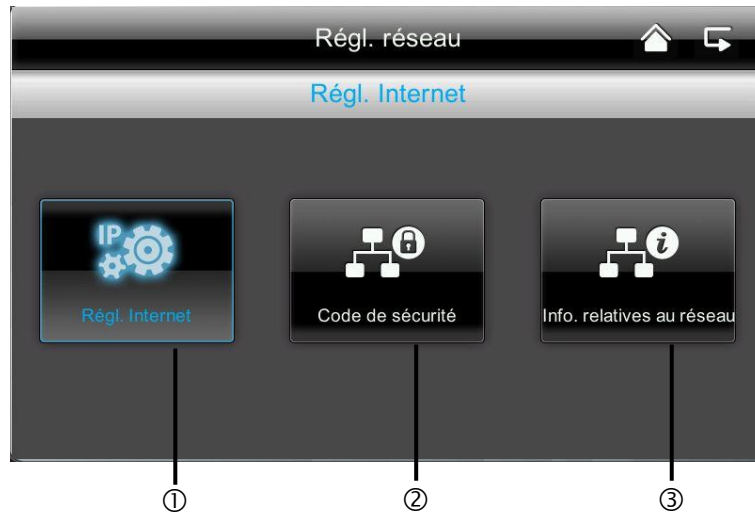 Régl. réseau
Régl. Internet
IP
Régl. Internet
Code de sécurité
i
Info. relatives au réseau
① ② ③